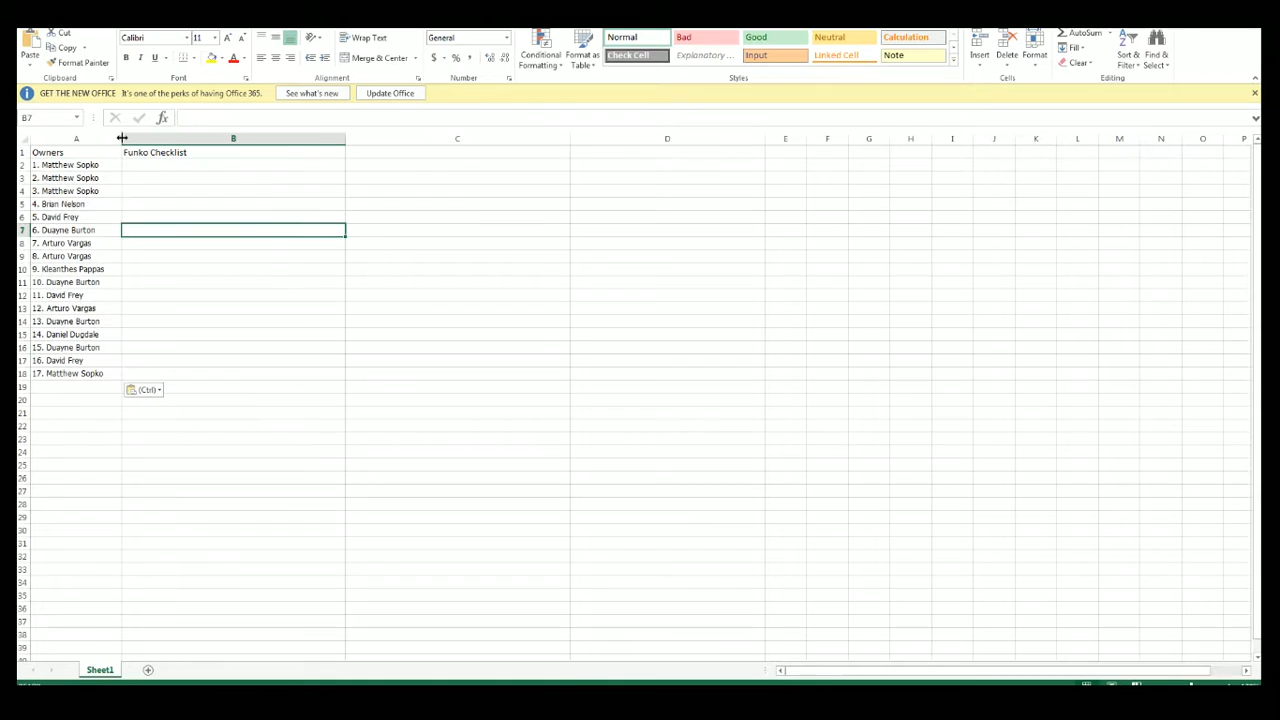 Cut
Copy
Paste
Format Painter
Clipboard
Calibri 11 A A
B I U A
Font
Wrap Text
Merge & Center
Alignment
General
$ % ,
Number
Conditional Formatting
Format as Table
Normal Bad Good Neutral Calculation
Check Cell Explanatory ... Input Linked Cell Note
Styles
Insert Delete Format
Cells
AutoSum
Fill
Clear
Sort & Filter
Find & Select
Editing
GET THE NEW OFFICE It's one of the perks of having Office 365. See what's new Update Office
B7 fx
A B C D E F G H I J K L M N O P
1 Owners Funko Checklist
2 1. Matthew Sopko
3 2. Matthew Sopko
4 3. Matthew Sopko
5 4. Brian Nelson
6 5. David Frey
7 6. Duayne Burton
8 7. Arturo Vargas
9 8. Arturo Vargas
10 9. Kleanthes Pappas
11 10. Duayne Burton
12 11. David Frey
13 12. Arturo Vargas
14 13. Duayne Burton
15 14. Daniel Dugdale
16 15. Duayne Burton
17 16. David Frey
18 17. Matthew Sopko
19 (Ctrl)
20
21
22
23
24
25
26
27
28
29
30
31
32
33
34
35
36
37
38
39
Sheet1